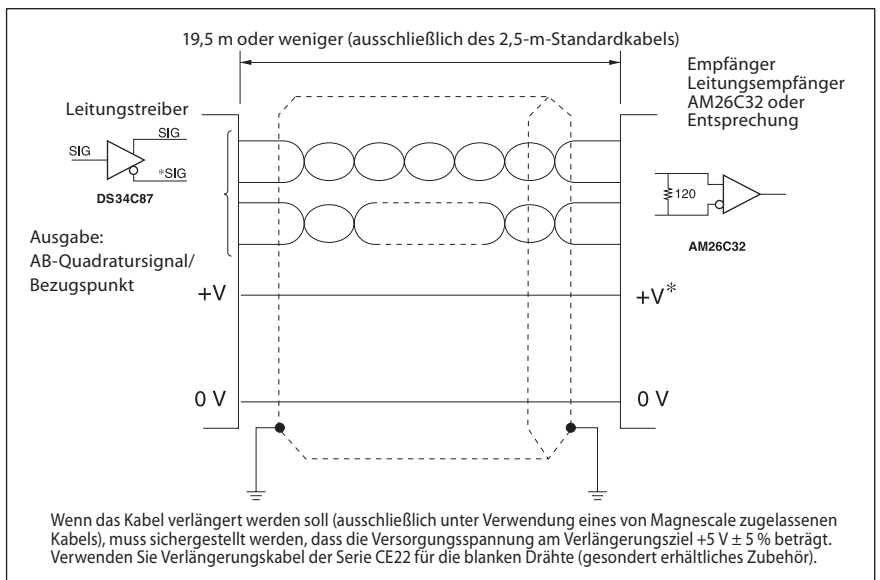 19,5 m oder weniger (ausschließlich des 2,5-m-Standardkabels)
Empfänger
Leitungsempfänger
AM26C32 oder
Entsprechung
Leitungstreiber
SIG
SIG
*SIG
DS34C87
120
AM26C32
Ausgabe:
AB-Quadratursignal/
Bezugspunkt
+V
+V*
0 V
0 V
Wenn das Kabel verlängert werden soll (ausschließlich unter Verwendung eines von Magnescale zugelassenen
Kabels), muss sichergestellt werden, dass die Versorgungsspannung am Verlängerungsziel +5 V ± 5 % beträgt.
Verwenden Sie Verlängerungskabel der Serie CE22 für die blanken Drähte (gesondert erhältliches Zubehör).